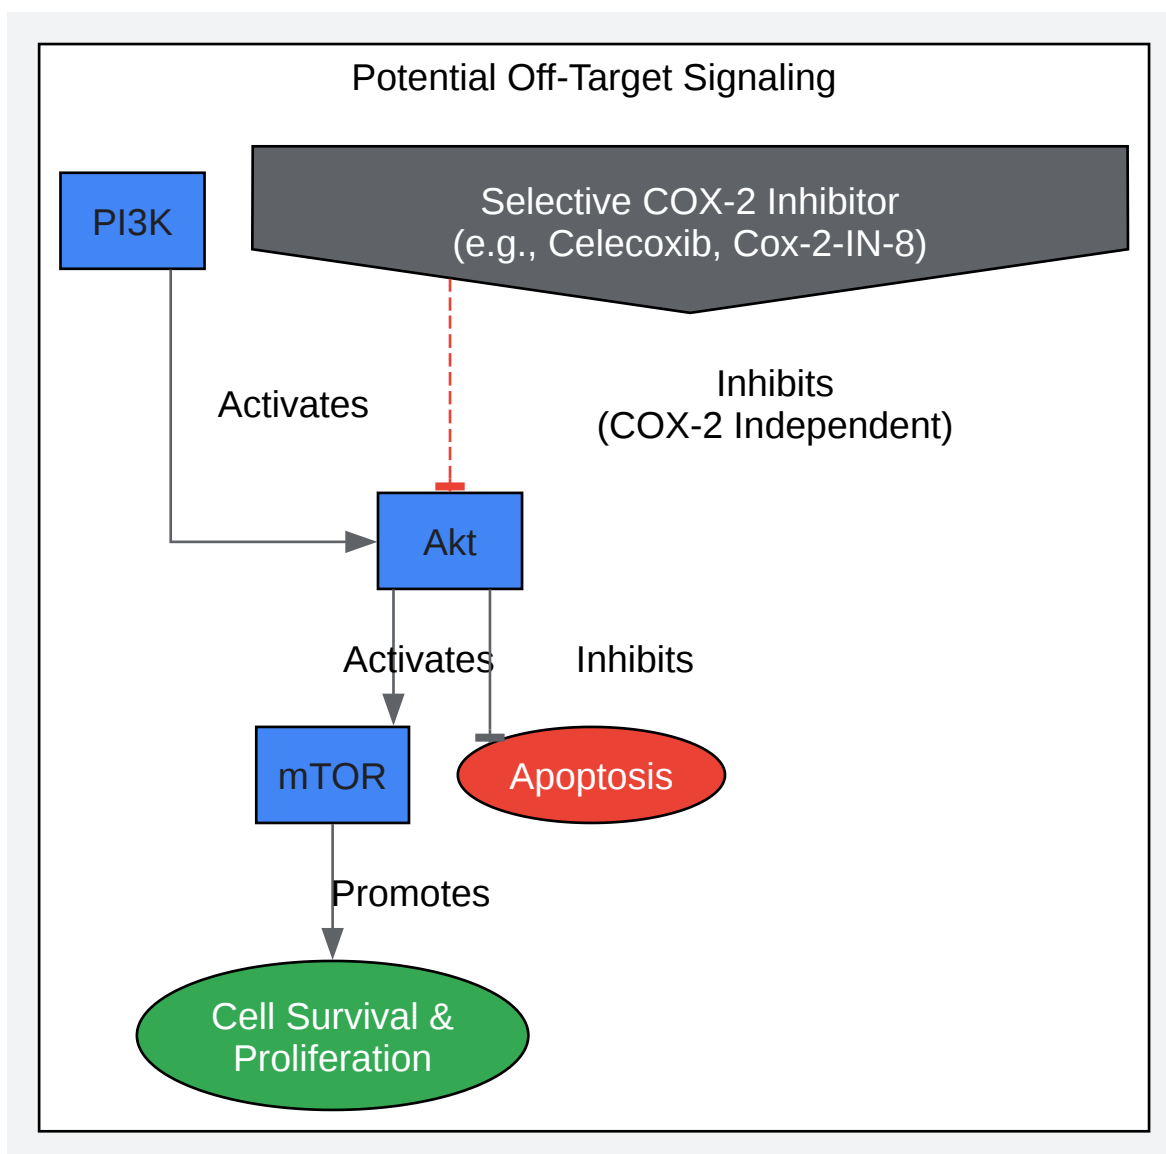 Potential Off-Target Signaling
PI3K
Selective COX-2 Inhibitor
(e.g., Celecoxib, Cox-2-IN-8)
Activates
Inhibits
(COX-2 Independent)
Akt
Activates
Inhibits
mTOR
Apoptosis
Promotes
Cell Survival &
Proliferation